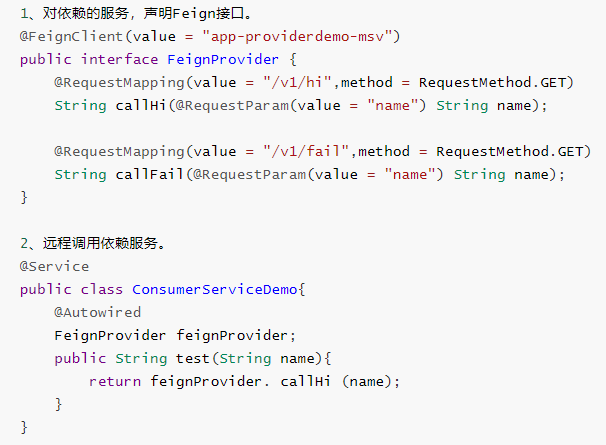 1、对依赖的服务，声明Feign接口。
@FeignClient(value = "app-providerdemo-msv")
public interface FeignProvider {
    @RequestMapping(value = "/v1/hi",method = RequestMethod.GET)
    String callHi(@RequestParam(value = "name") String name);

    @RequestMapping(value = "/v1/fail",method = RequestMethod.GET)
    String callFail(@RequestParam(value = "name") String name);
}

2、远程调用依赖服务。
@Service
public class ConsumerServiceDemo{
    @Autowired
    FeignProvider feignProvider;
    public String test(String name){
        return feignProvider. callHi (name);
    }
}